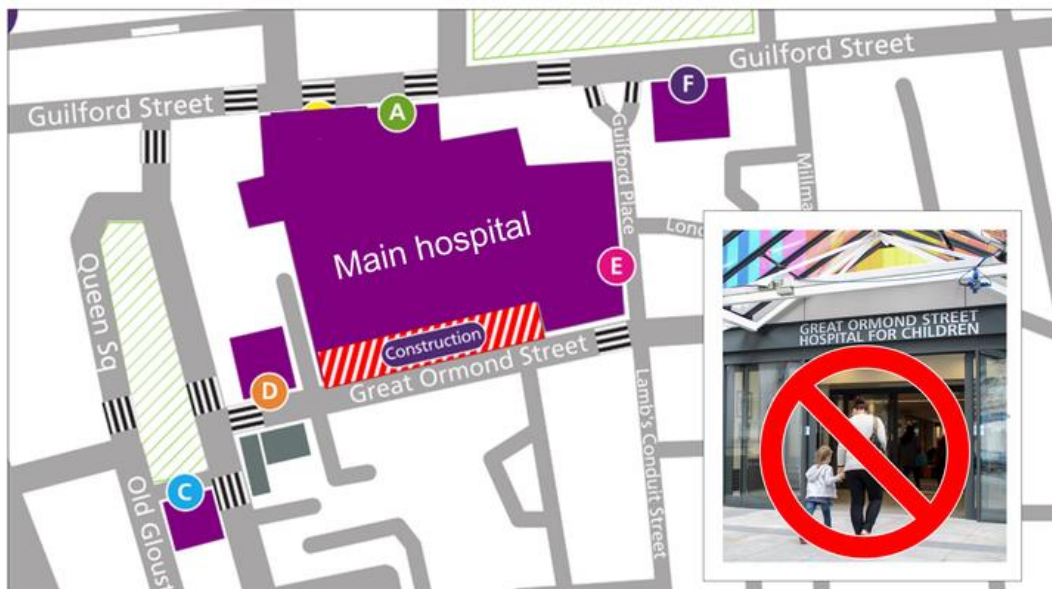 Guilford Street
Guilford Street
F
A
Guilford Place
Main hospital
E
Queen Sq
Construction
Great Ormond Street
D
C
Lamb's Conduit Street
GREAT ORMOND STREET
HOSPITAL FOR CHILDREN